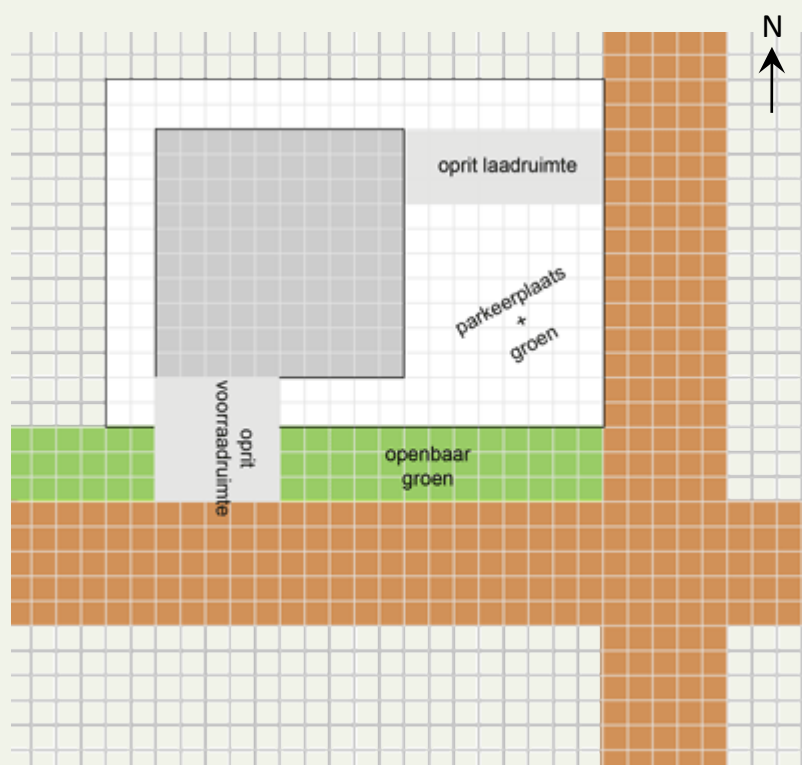 N
oprit laadruimte
parkeerplaats
+
groen
oprit
voorraadruimte
openbaar
groen